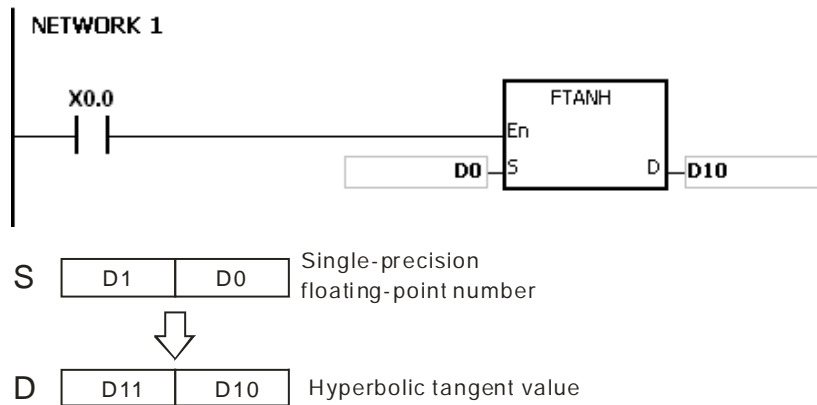 NETWORK 1
X0.0
FTANH
En
D0 S D D10
S D1 D0 Single-precision
floating-point number
D D11 D10 Hyperbolic tangent value